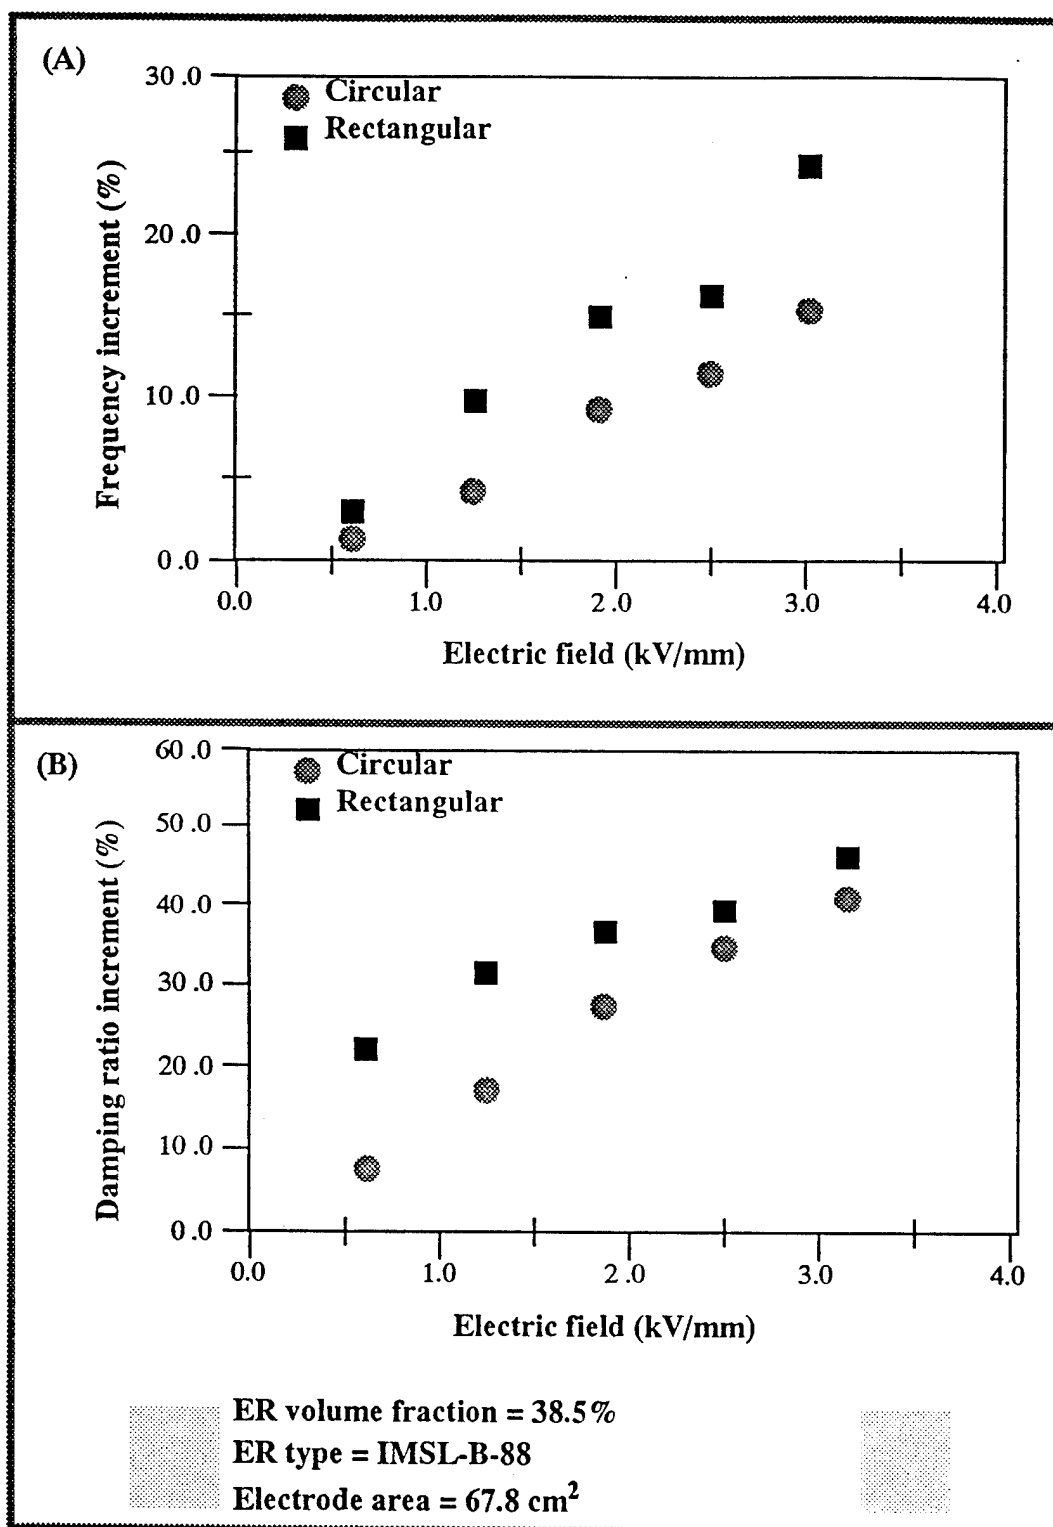 (A)
30.0
Circular
Rectangular
20.0
10.0
0.0
Frequency increment (%)
0.0 1.0 2.0 3.0 4.0
Electric field (kV/mm)
(B)
60.0
Circular
Rectangular
50.0
40.0
30.0
20.0
10.0
0.0
Damping ratio increment (%)
0.0 1.0 2.0 3.0 4.0
Electric field (kV/mm)
ER volume fraction = 38.5%
ER type = IMSL-B-88
Electrode area = 67.8 cm²